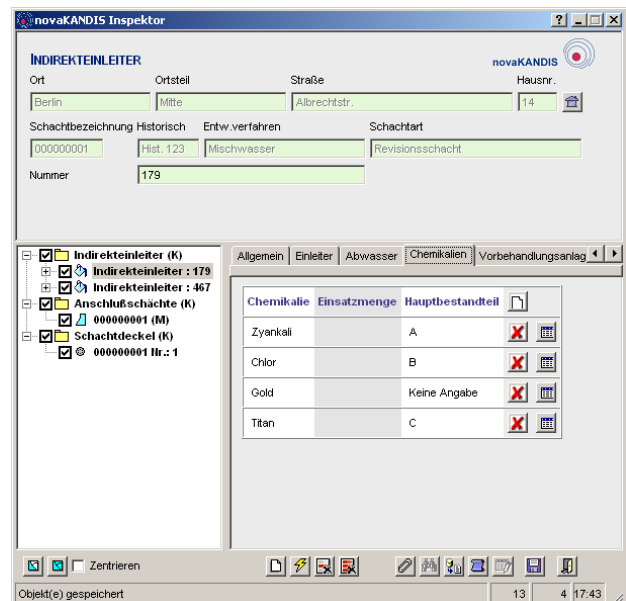 novaKANDIS Inspektor
INDIREKTEINLEITER
novaKANDIS
Ort Ortsteil Straße Hausnr.
Berlin Mitte Albrechtstr. 14
Schachtbezeichnung Historisch Entw.verfahren Schachtart
000000001 Hist. 123 Mischwasser Revisionsschacht
Nummer 179
Indirekteinleiter (K)
Indirekteinleiter : 179
Indirekteinleiter : 467
Anschlußschächte (K)
000000001 (M)
Schachtdeckel (K)
000000001 Nr.: 1
Allgemein Einleiter Abwasser Chemikalien Vorbehandlungsanlag
Chemikalie Einsatzmenge Hauptbestandteil
Zyankali A
Chlor B
Gold Keine Angabe
Titan C
Zentrieren
Objekt(e) gespeichert 13 4 17:43